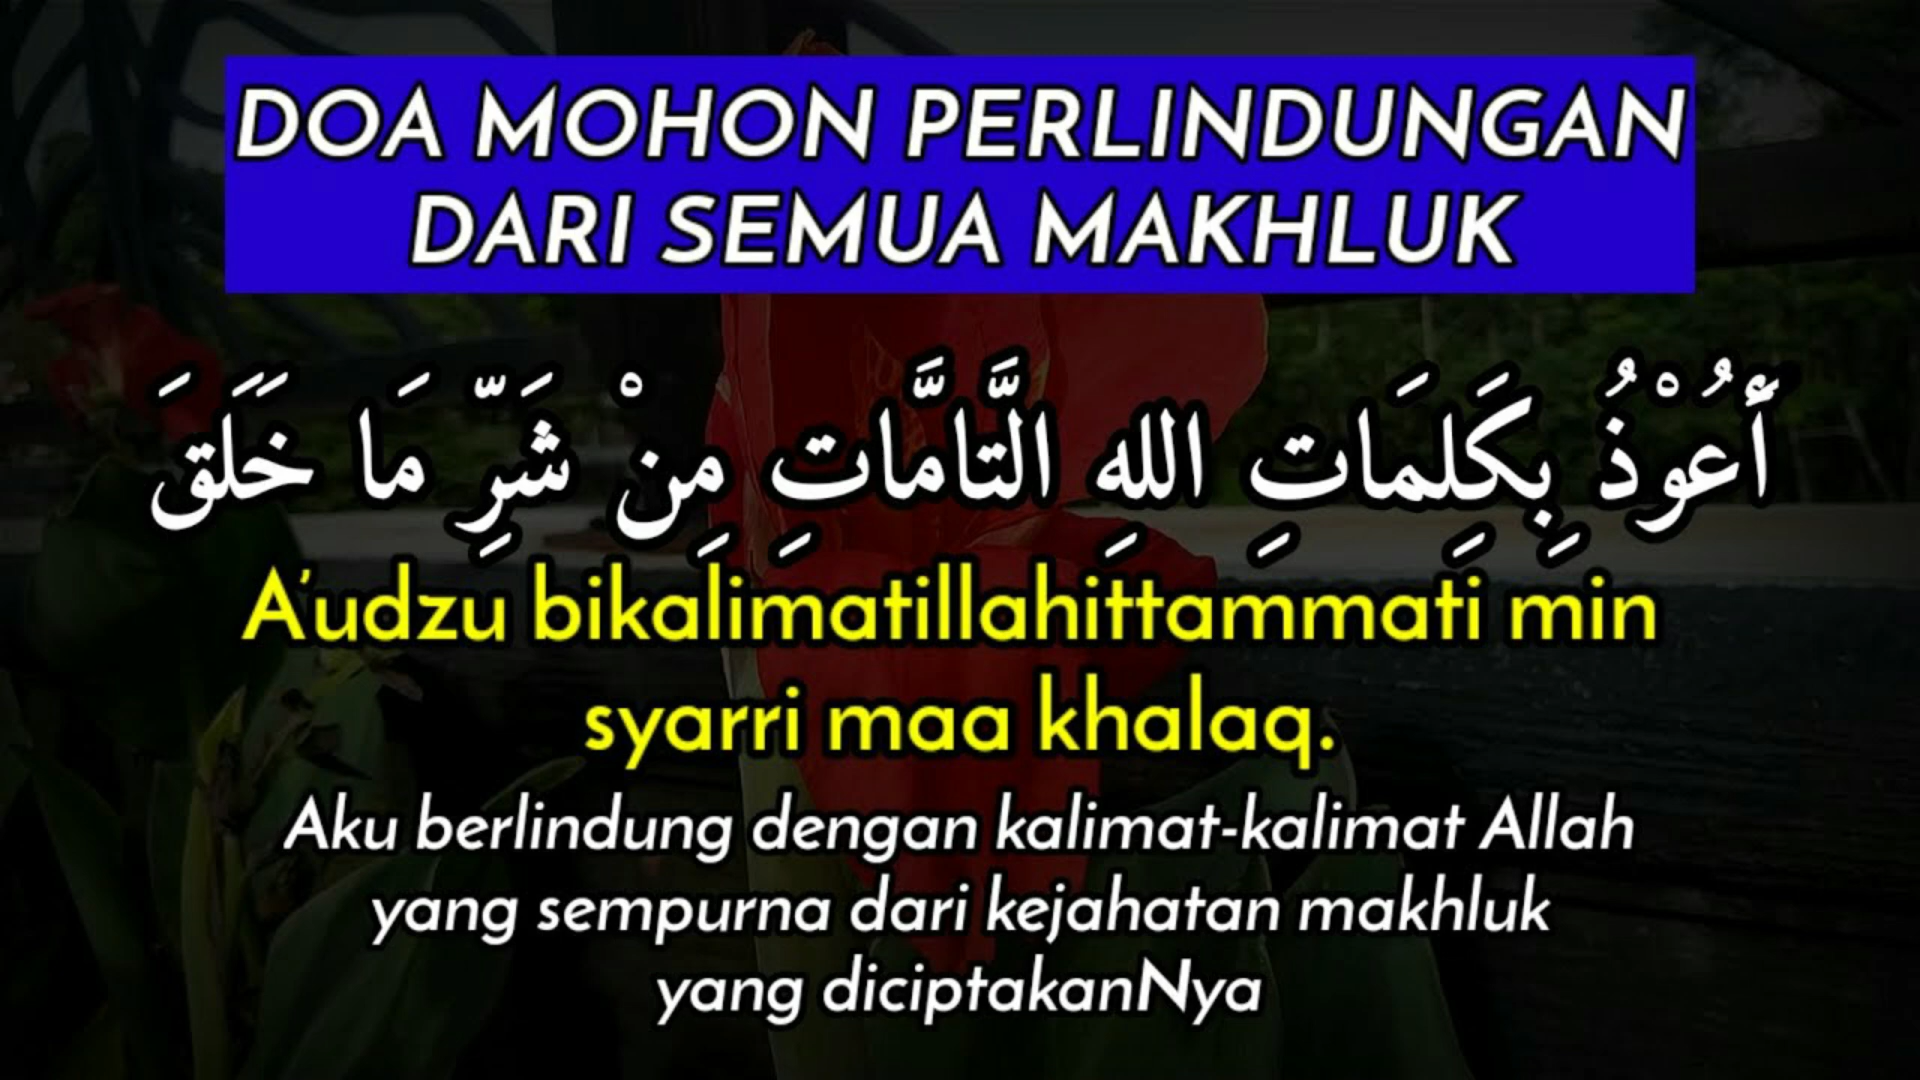 DOA MOHON PERLINDUNGAN
DARI SEMUA MAKHLUK
أَعُوْذُ بِكَلِمَاتِ اللهِ التَّامَّاتِ مِنْ شَرِّ مَا خَلَقَ
A'udzu bikalimatillahittammati min
syarri maa khalaq.
Aku berlindung dengan kalimat-kalimat Allah
yang sempurna dari kejahatan makhluk
yang diciptakanNya